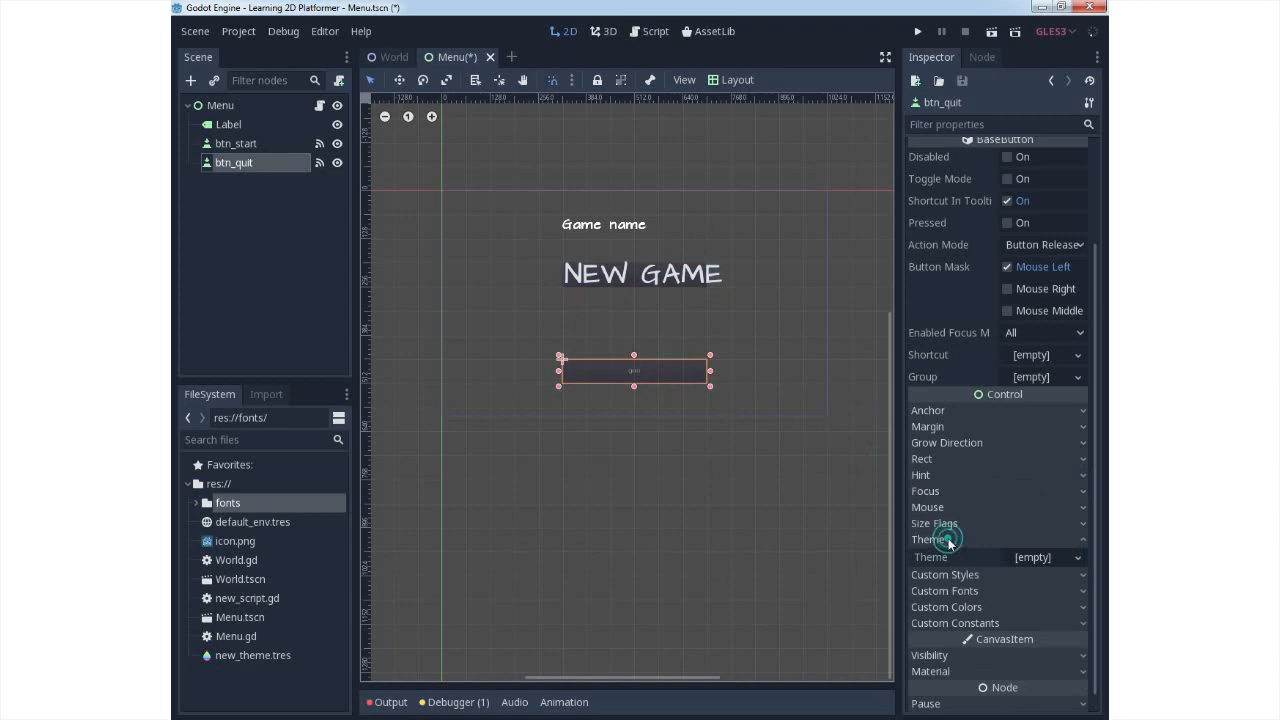 Godot Engine - Learning 2D Platformer - Menu.tscn (*)
Scene Project Debug Editor Help
2D 3D Script AssetLib
GLES3
Scene
Filter nodes
Menu
Label
btn_start
btn_quit
World Menu(*)
View Layout
Game name
NEW GAME
Inspector Node
btn_quit
Filter properties
BaseButton
Disabled On
Toggle Mode On
Shortcut In Toolti On
Pressed On
Action Mode Button Release
Button Mask Mouse Left
Mouse Right
Mouse Middle
Enabled Focus M All
Shortcut [empty]
Group [empty]
Control
Anchor
Margin
Grow Direction
Rect
Hint
Focus
Mouse
Size Flags
Theme
Theme [empty]
Custom Styles
Custom Fonts
Custom Colors
Custom Constants
CanvasItem
Visibility
Material
Node
Pause
FileSystem Import
res://fonts/
Search files
Favorites:
res://
fonts
default_env.tres
icon.png
World.gd
World.tscn
new_script.gd
Menu.tscn
Menu.gd
new_theme.tres
Output Debugger (1) Audio Animation